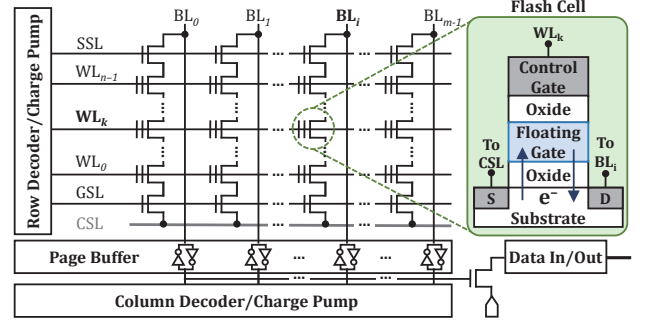 BL0 BL1 BLi BLm-1
Flash Cell
Row Decoder/Charge Pump
SSL
WLn−1
WLk
WL0
GSL
CSL
... ... ...
WLk
Control
Gate
Oxide
Floating
Gate
Oxide
To
CSL
To
BLi
S
e−
D
Substrate
Page Buffer
Data In/Out
Column Decoder/Charge Pump